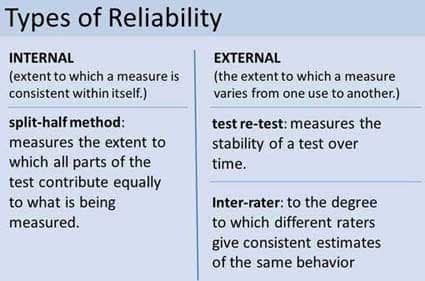 Types of Reliability
INTERNAL
(extent to which a measure is
consistent within itself.)
split-half method:
measures the extent to
which all parts of the
test contribute equally
to what is being
measured.
EXTERNAL
(the extent to which a measure
varies from one use to another.)
test re-test: measures the
stability of a test over
time.
Inter-rater: to the degree
to which different raters
give consistent estimates
of the same behavior